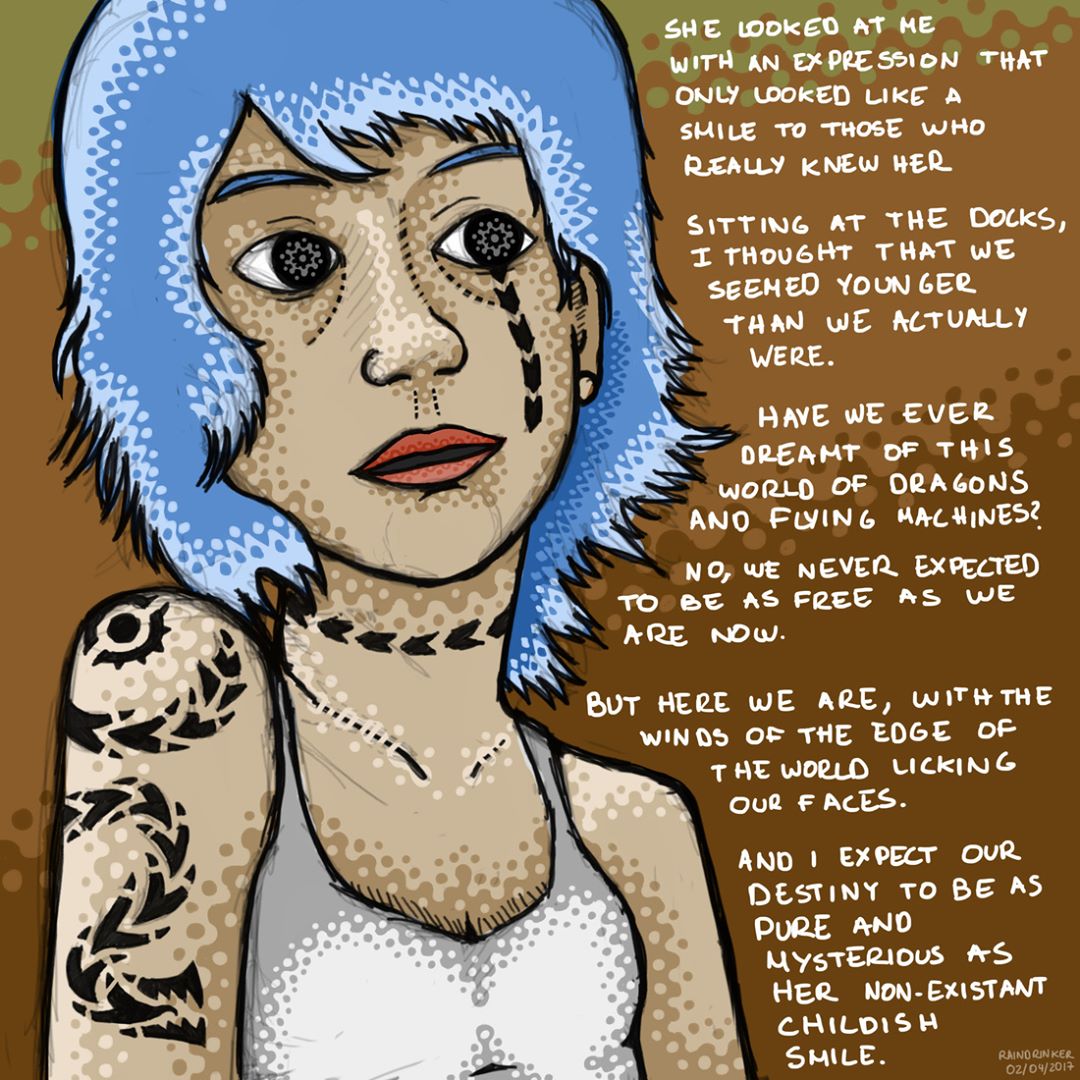 SHE LOOKED AT ME
WITH AN EXPRESSION THAT
ONLY LOOKED LIKE A
SMILE TO THOSE WHO
REALLY KNEW HER
SITTING AT THE DOCKS,
I THOUGHT THAT WE
SEEMED YOUNGER
THAN WE ACTUALLY
WERE.
HAVE WE EVER
DREAMT OF THIS
WORLD OF DRAGONS
AND FLYING MACHINES?
NO, WE NEVER EXPECTED
TO BE AS FREE AS WE
ARE NOW.
BUT HERE WE ARE, WITH THE
WINDS OF THE EDGE OF
THE WORLD LICKING
OUR FACES.
AND I EXPECT OUR
DESTINY TO BE AS
PURE AND
MYSTERIOUS AS
HER NON-EXISTANT
CHILDISH
SMILE.
RAINDRINKER
02/04/2017